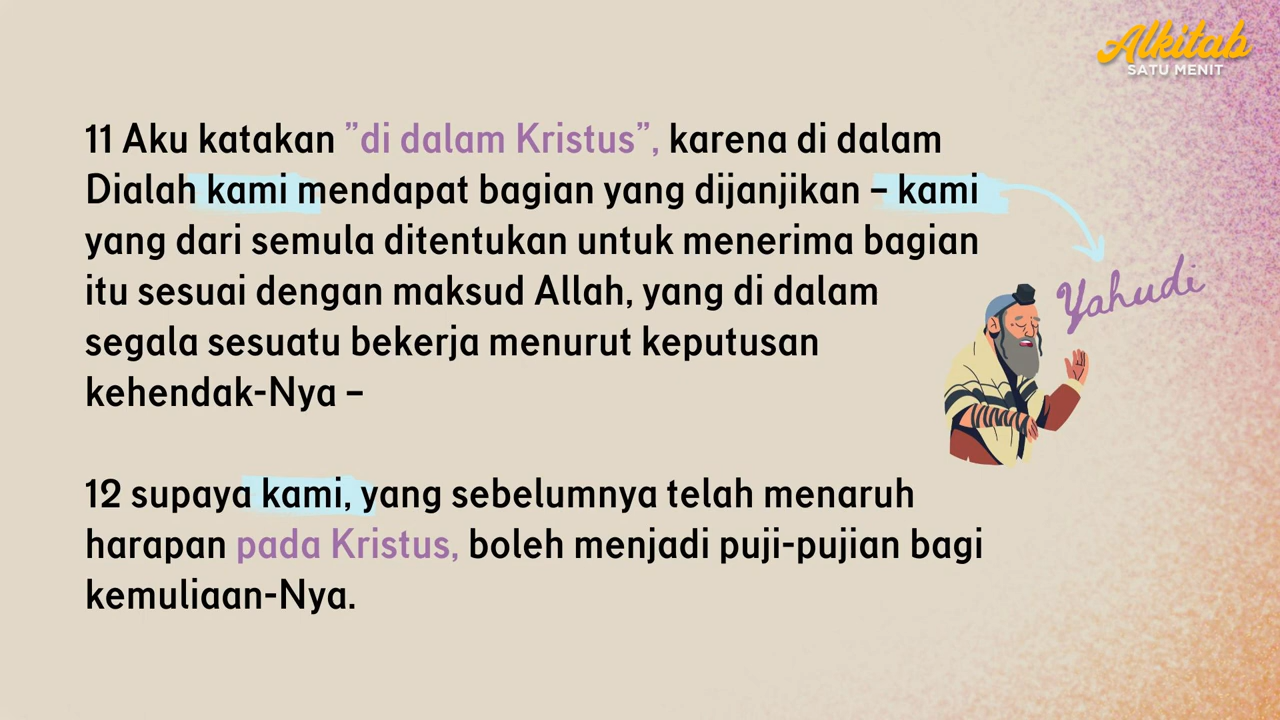 Alkitab
SATU MENIT
11 Aku katakan ”di dalam Kristus”, karena di dalam
Dialah kami mendapat bagian yang dijanjikan – kami
yang dari semula ditentukan untuk menerima bagian
itu sesuai dengan maksud Allah, yang di dalam
segala sesuatu bekerja menurut keputusan
kehendak-Nya –
Yahudi
12 supaya kami, yang sebelumnya telah menaruh
harapan pada Kristus, boleh menjadi puji-pujian bagi
kemuliaan-Nya.